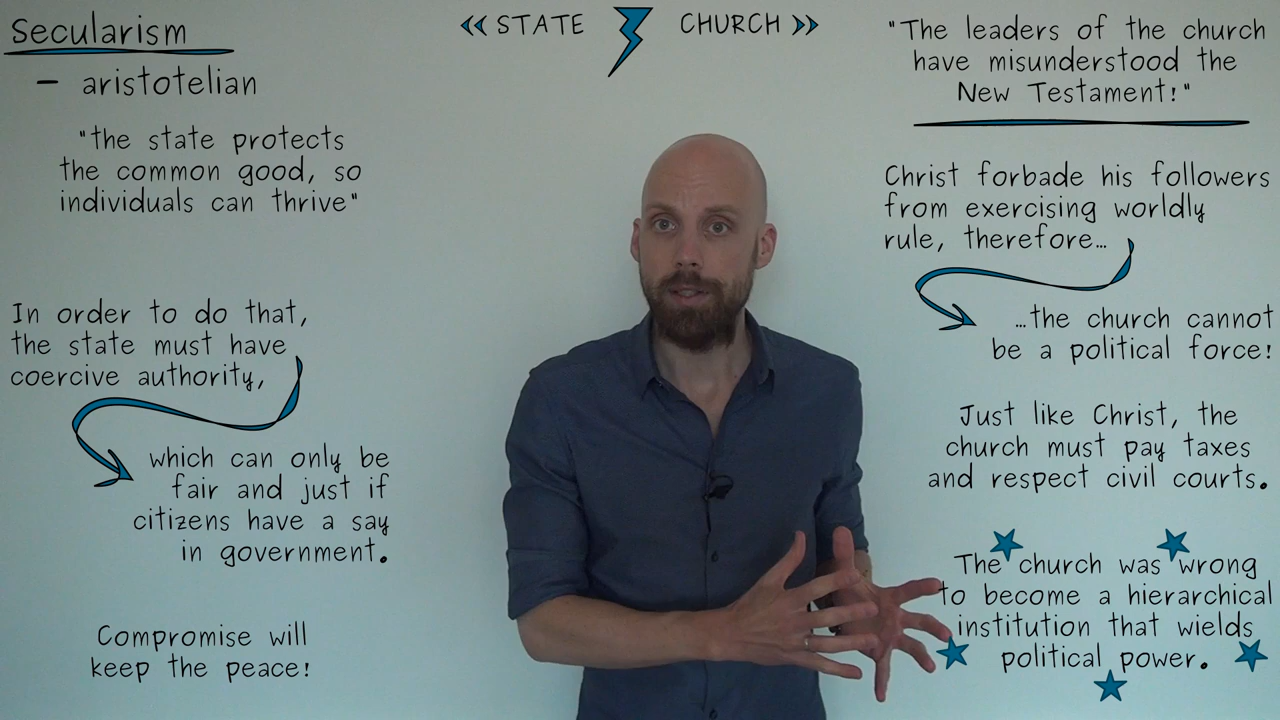 Secularism
- aristotelian
"the state protects
the common good, so
individuals can thrive"
In order to do that,
the state must have
coercive authority,
which can only be
fair and just if
citizens have a say
in government.
Compromise will
keep the peace!
<< STATE CHURCH >>
"The leaders of the church
have misunderstood the
New Testament!"
Christ forbade his followers
from exercising worldly
rule, therefore...
...the church cannot
be a political force!
Just like Christ, the
church must pay taxes
and respect civil courts.
The church was wrong
to become a hierarchical
institution that wields
political power.